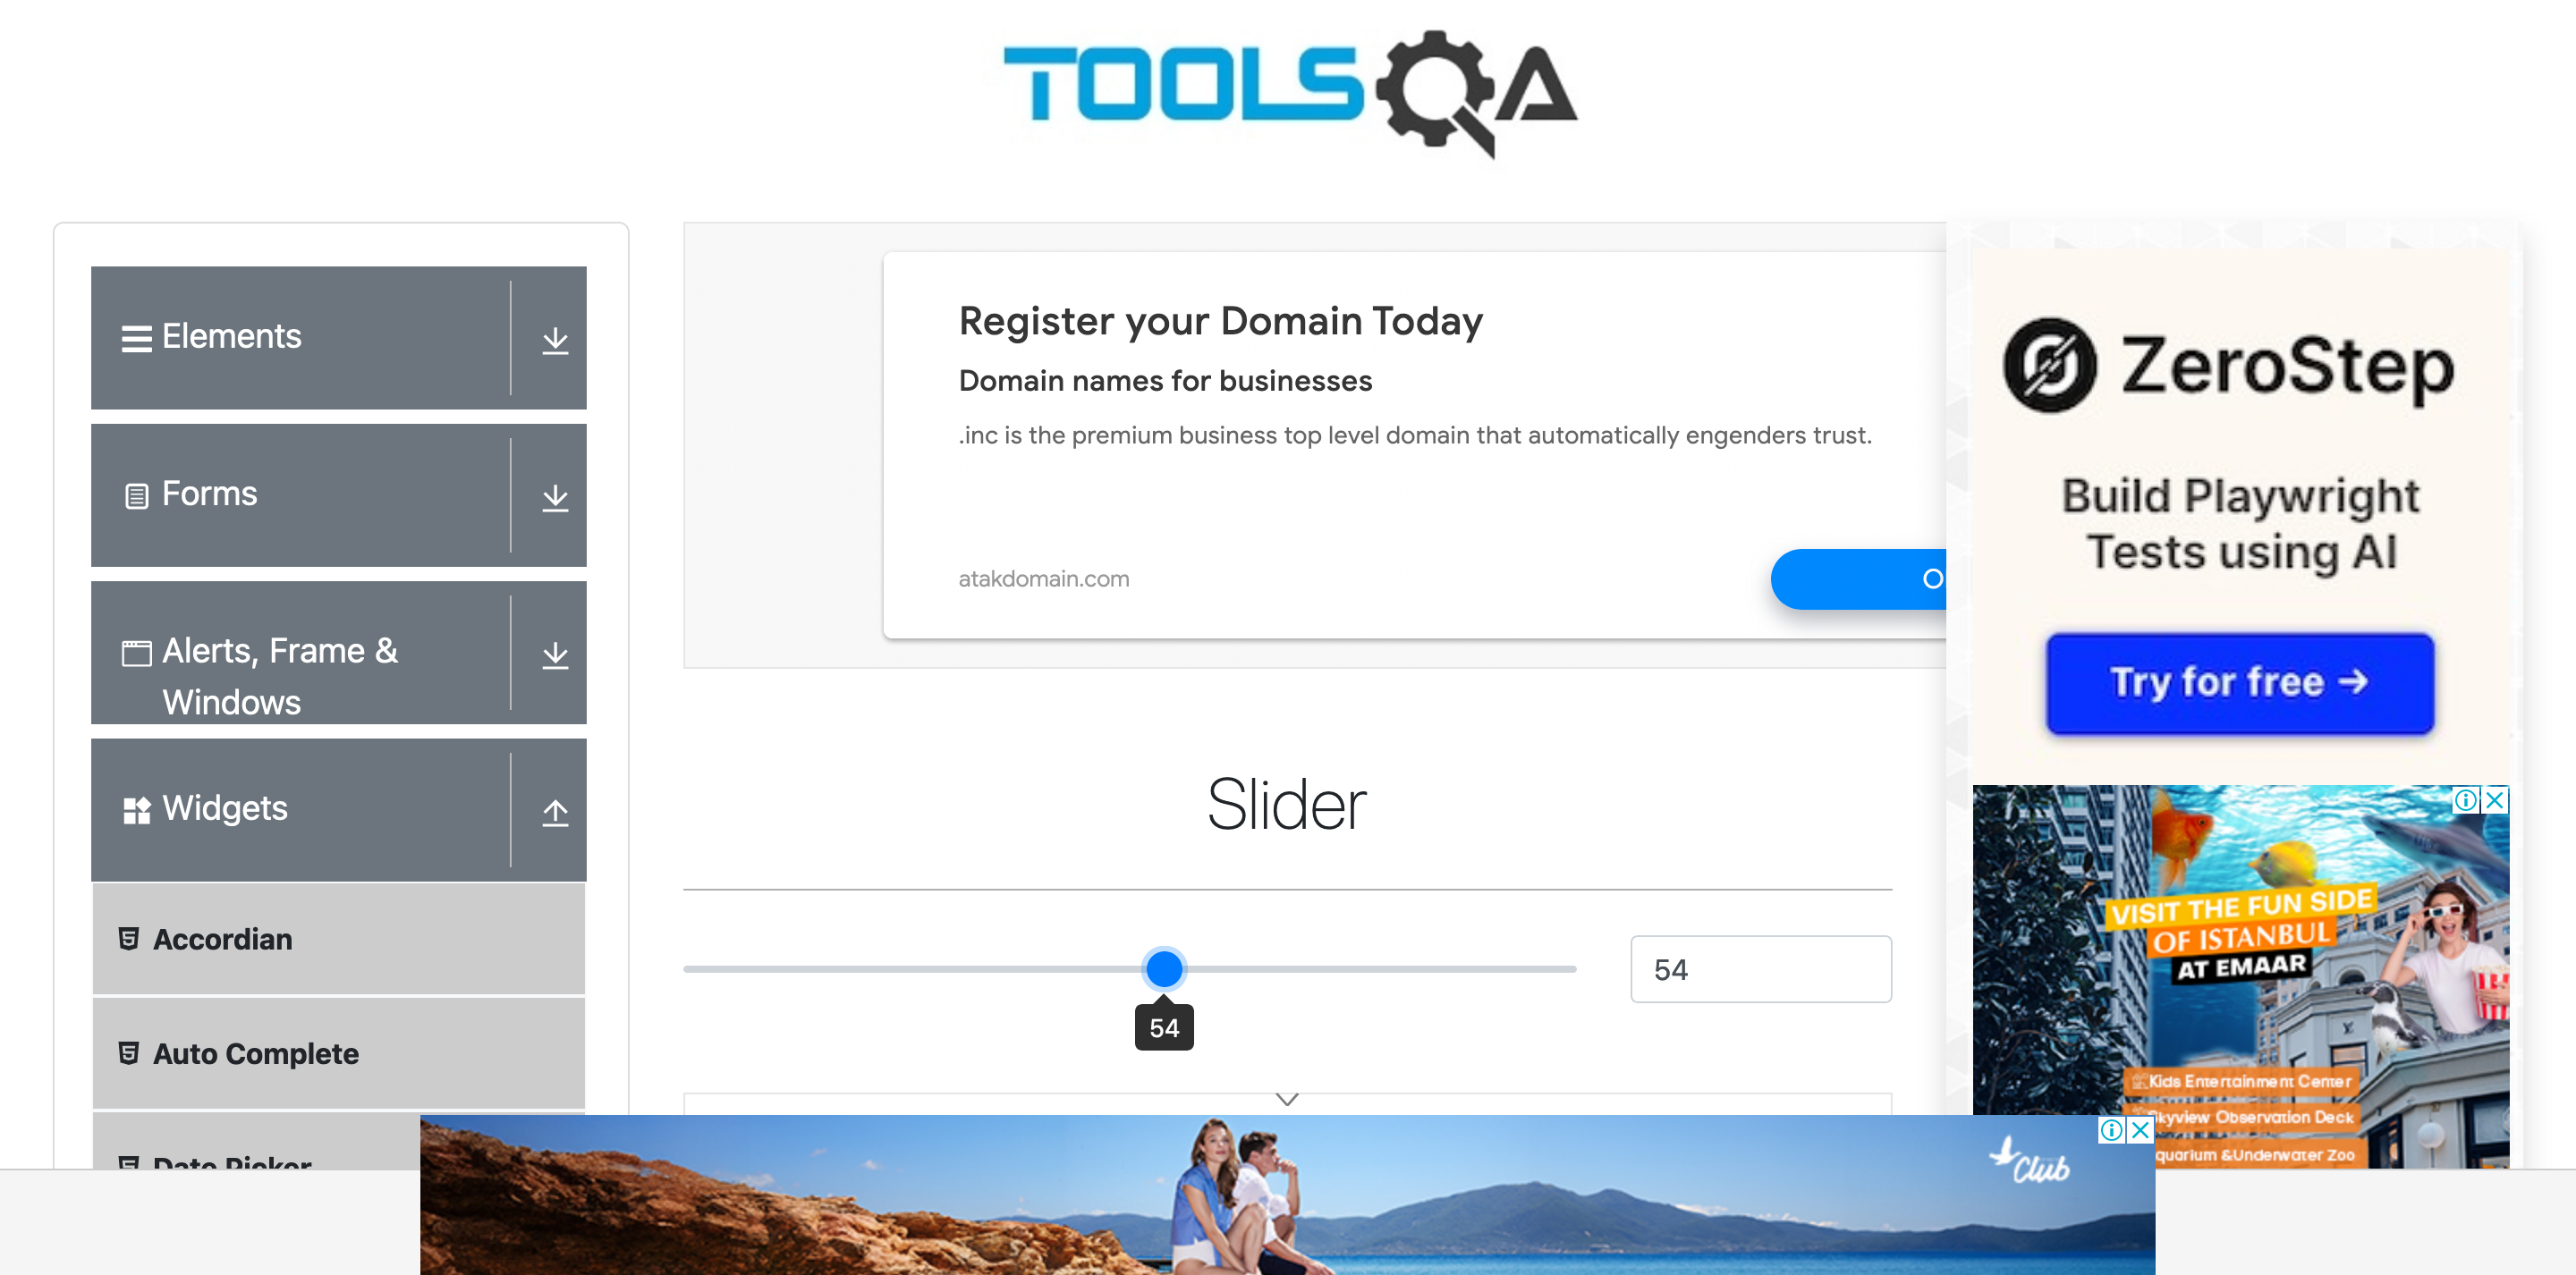 TOOLSQA
Elements
Forms
Alerts, Frame &
Windows
Widgets
Accordian
Auto Complete
Date Picker
Register your Domain Today
Domain names for businesses
.inc is the premium business top level domain that automatically engenders trust.
atakdomain.com
O
Slider
54
54
ZeroStep
Build Playwright
Tests using AI
Try for free →
VISIT THE FUN SIDE
OF ISTANBUL
AT EMAAR
Kids Entertainment Center
Skyview Observation Deck
quarium &Underwater Zoo
Club